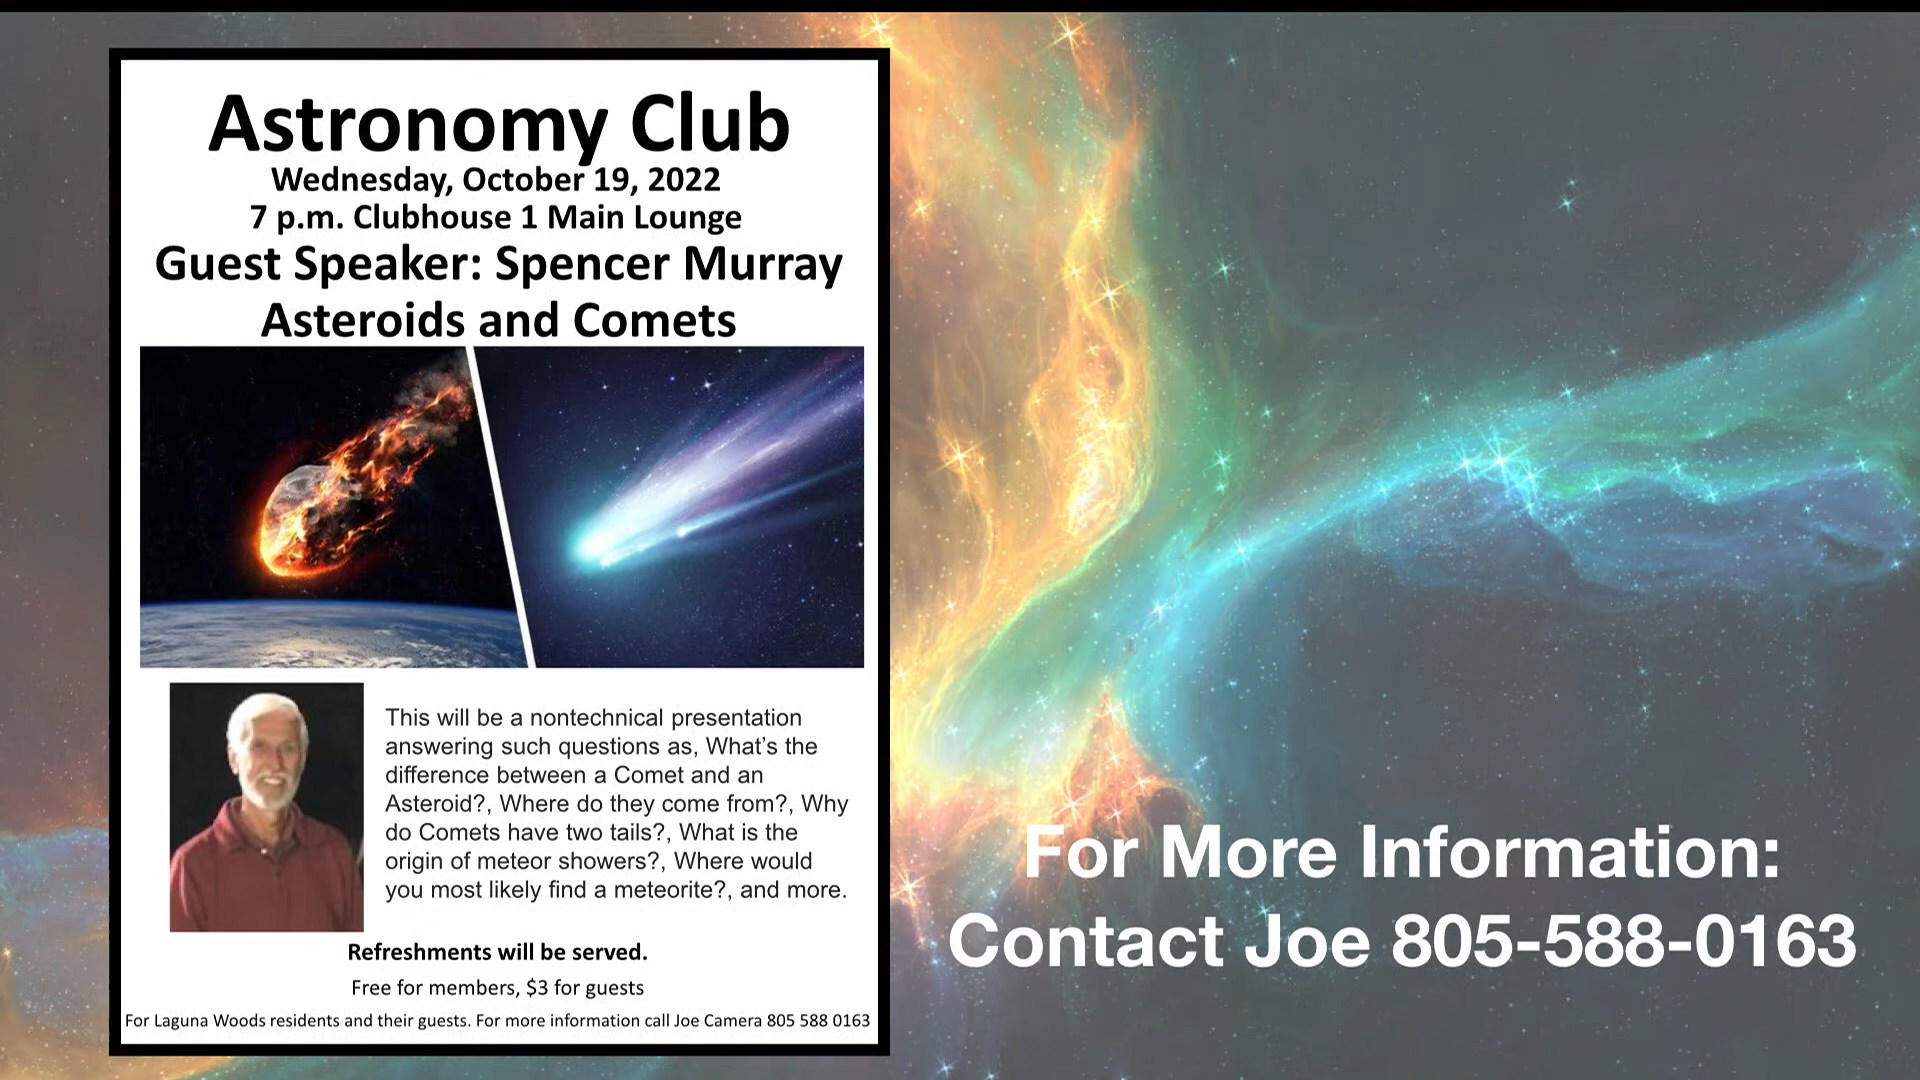 Astronomy Club
Wednesday, October 19, 2022
7 p.m. Clubhouse 1 Main Lounge
Guest Speaker: Spencer Murray
Asteroids and Comets
This will be a nontechnical presentation
answering such questions as, What’s the
difference between a Comet and an
Asteroid?, Where do they come from?, Why
do Comets have two tails?, What is the
origin of meteor showers?, Where would
you most likely find a meteorite?, and more.
Refreshments will be served.
Free for members, $3 for guests
For Laguna Woods residents and their guests. For more information call Joe Camera 805 588 0163
For More Information:
Contact Joe 805-588-0163